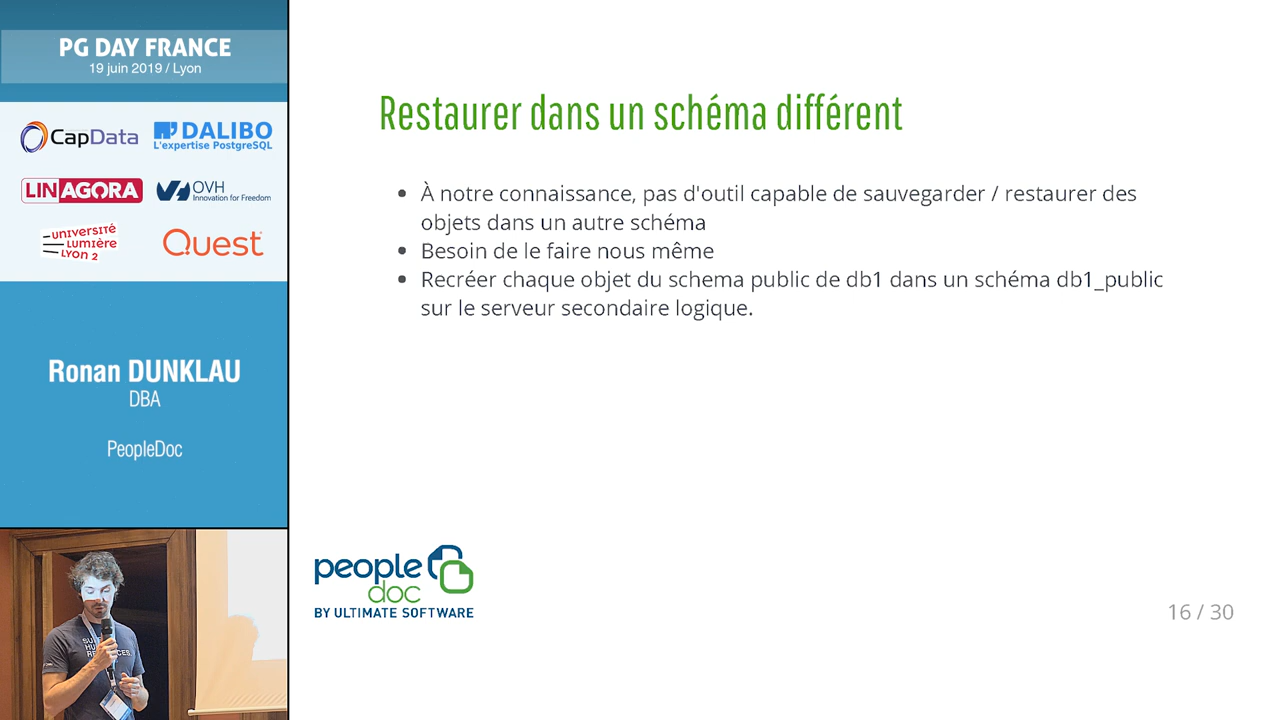 PG DAY FRANCE
19 juin 2019 / Lyon
CapData
DALIBO
L'expertise PostgreSQL
LINAGORA
OVH
Innovation for Freedom
UNIVERSITÉ
LUMIÈRE
LYON 2
Quest
Ronan DUNKLAU
DBA
PeopleDoc
Restaurer dans un schéma différent
À notre connaissance, pas d'outil capable de sauvegarder / restaurer des
objets dans un autre schéma
Besoin de le faire nous même
Recréer chaque objet du schema public de db1 dans un schéma db1_public
sur le serveur secondaire logique.
people
doc
BY ULTIMATE SOFTWARE
16 / 30